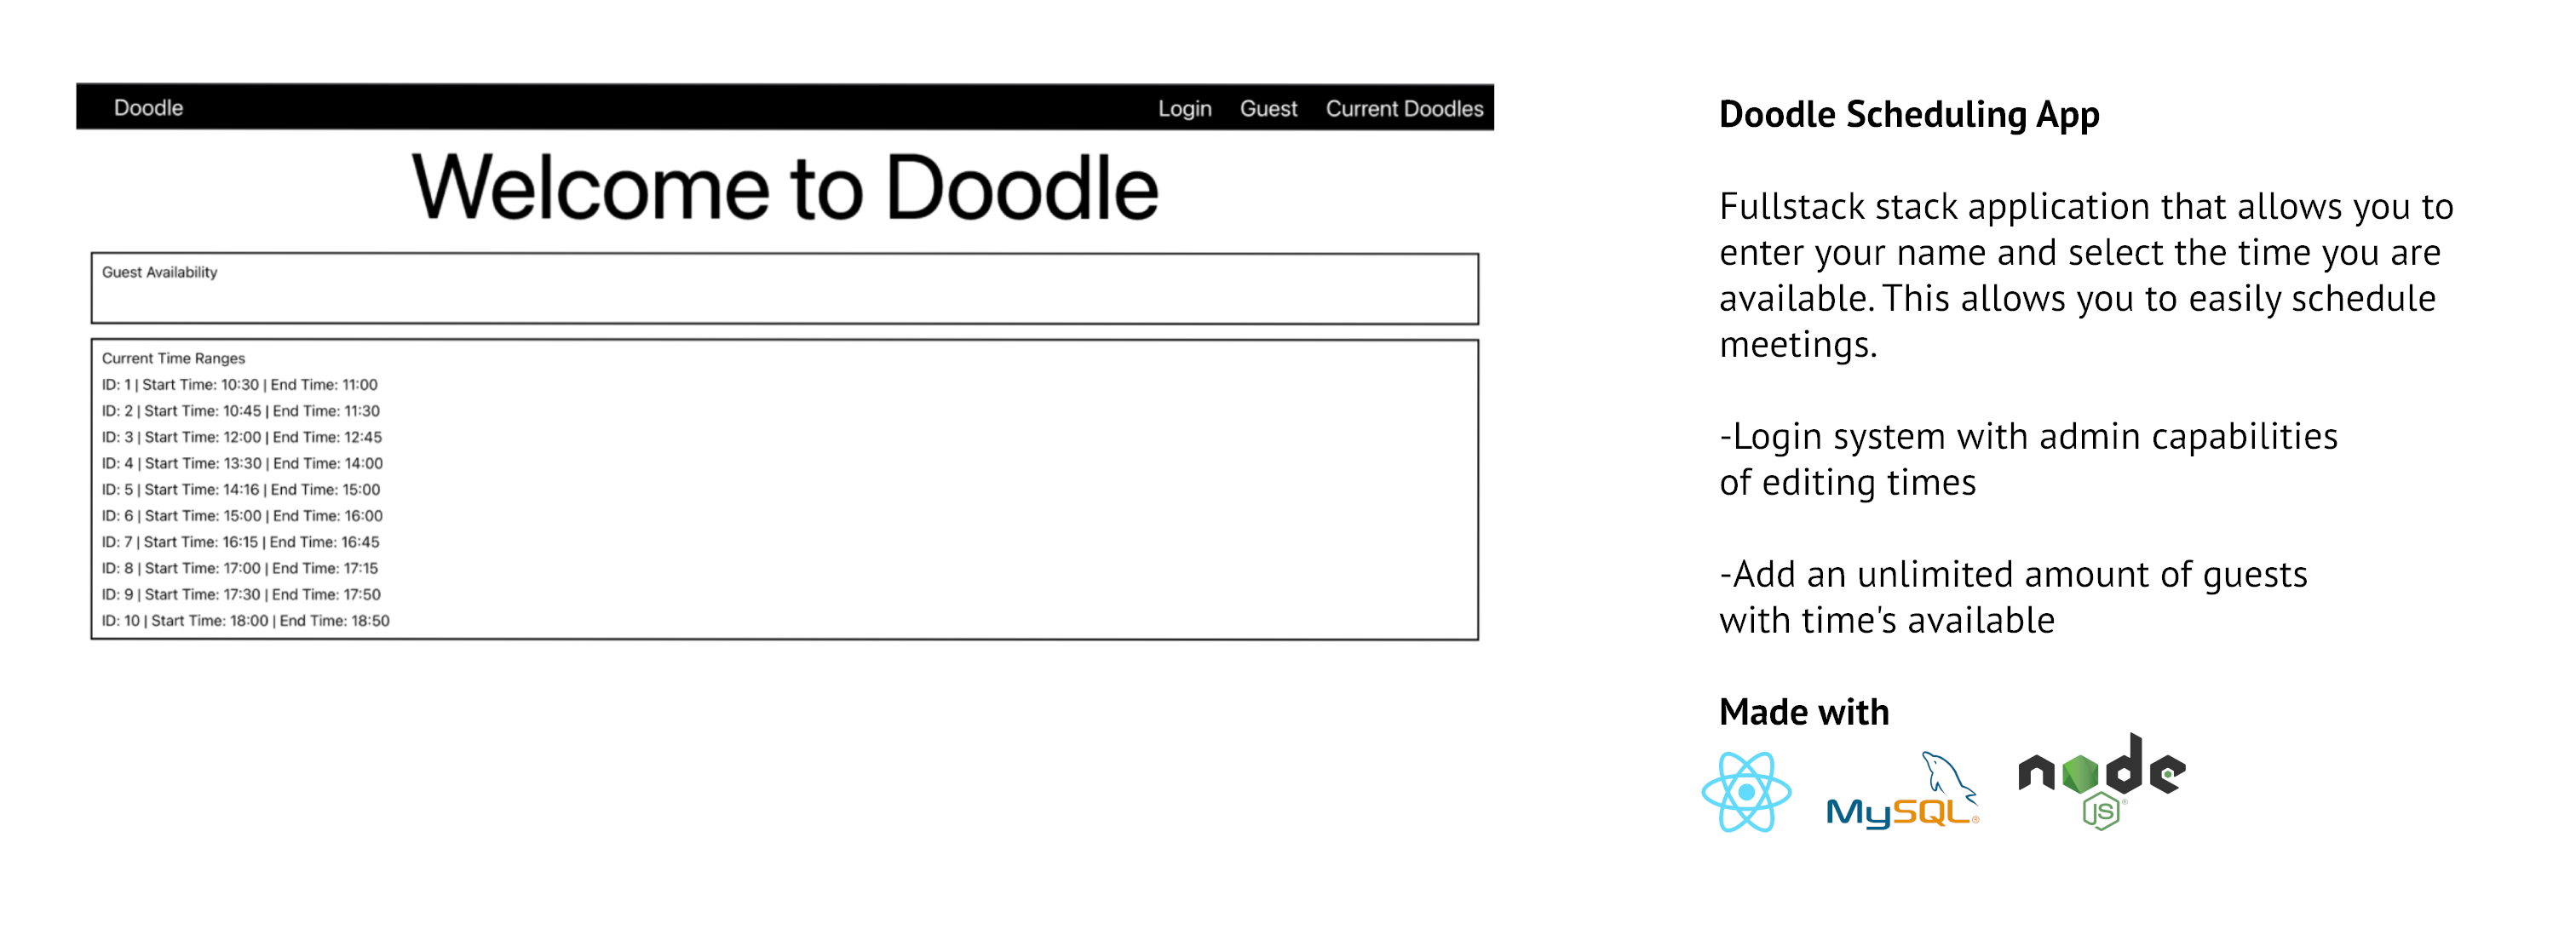 Doodle
Login Guest Current Doodles
Welcome to Doodle
Guest Availability
Current Time Ranges
ID: 1 | Start Time: 10:30 | End Time: 11:00
ID: 2 | Start Time: 10:45 | End Time: 11:30
ID: 3 | Start Time: 12:00 | End Time: 12:45
ID: 4 | Start Time: 13:30 | End Time: 14:00
ID: 5 | Start Time: 14:16 | End Time: 15:00
ID: 6 | Start Time: 15:00 | End Time: 16:00
ID: 7 | Start Time: 16:15 | End Time: 16:45
ID: 8 | Start Time: 17:00 | End Time: 17:15
ID: 9 | Start Time: 17:30 | End Time: 17:50
ID: 10 | Start Time: 18:00 | End Time: 18:50
Doodle Scheduling App
Fullstack stack application that allows you to
enter your name and select the time you are
available. This allows you to easily schedule
meetings.
-Login system with admin capabilities
of editing times
-Add an unlimited amount of guests
with time's available
Made with
MySQL®
node
JS®